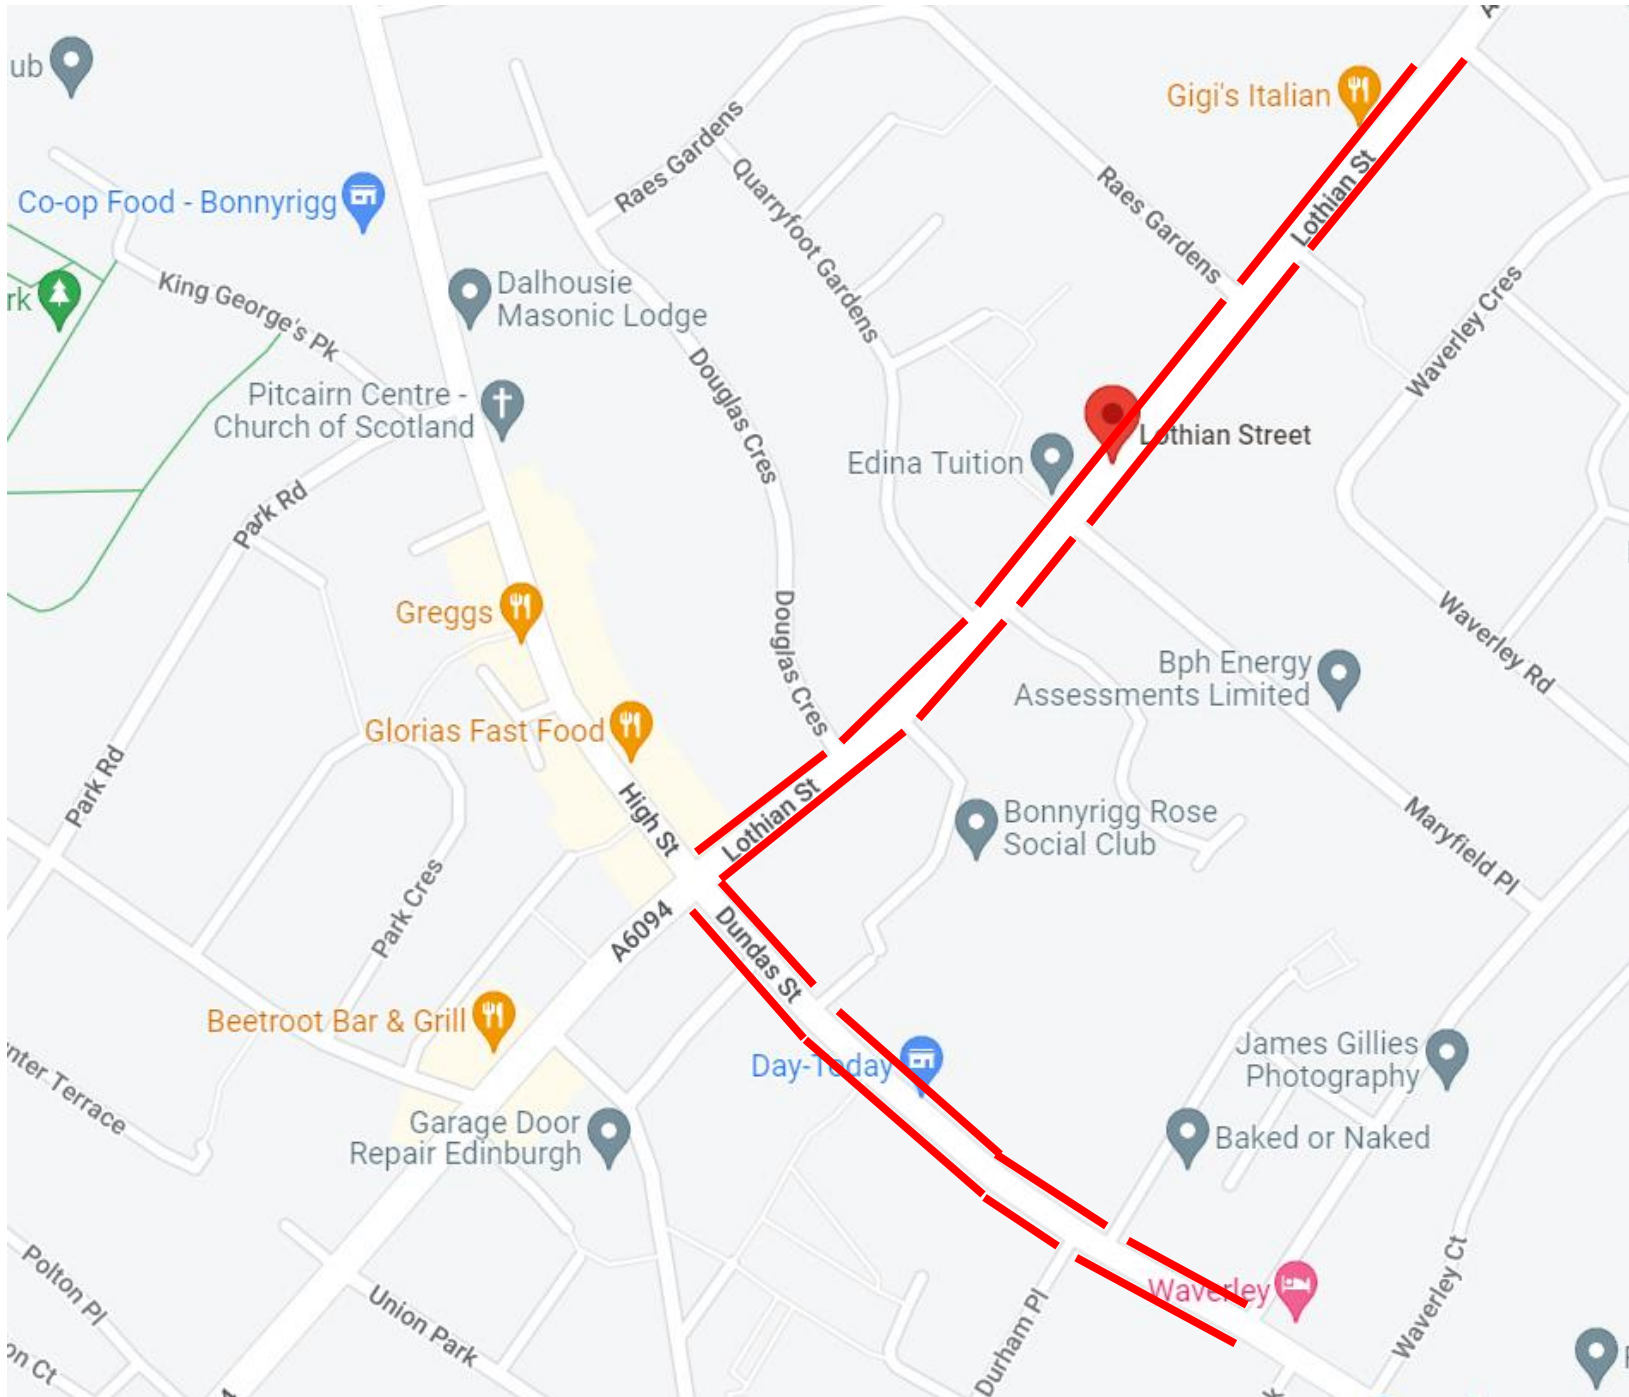 ub
Gigi's Italian
Raes Gardens
Lothian St
Co-op Food - Bonnyrigg
Quarryfoot Gardens
Raes Gardens
King George's Pk
rk
Dalhousie
Masonic Lodge
Waverley Cres
Douglas Cres
Pitcairn Centre -
Church of Scotland
Lothian Street
Edina Tuition
Park Rd
Greggs
Douglas Cres
Waverley Rd
Bph Energy
Assessments Limited
Glorias Fast Food
Park Rd
High St
Lothian St
Bonnyrigg Rose
Social Club
Maryfield Pl
Park Cres
A6094
Dundas St
Beetroot Bar & Grill
Day-Today
James Gillies
Photography
nter Terrace
Garage Door
Repair Edinburgh
Baked or Naked
Polton Pl
Union Park
Waverley
Waverley Ct
Durham Pl
on Ct